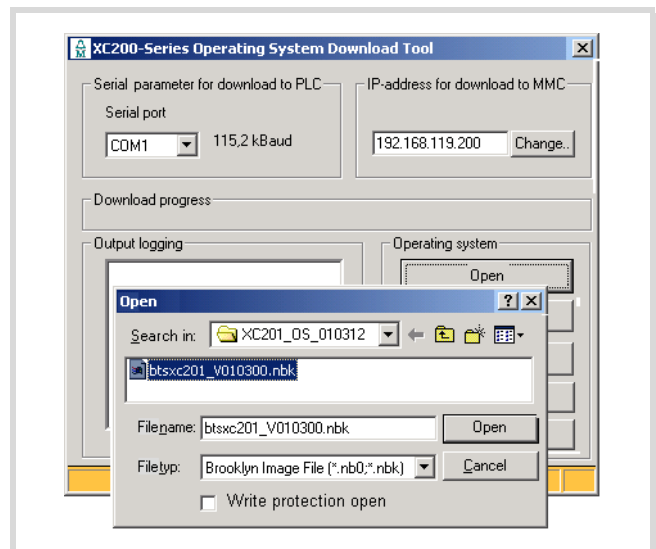 XC200-Series Operating System Download Tool
Serial parameter for download to PLC
Serial port
COM1
115,2 kBaud
IP-address for download to MMC
192.168.119.200
Change..
Download progress
Output logging
Operating system
Open
Open
Search in:
XC201_OS_010312
btsxc201_V010300.nbk
Filename:
btsxc201_V010300.nbk
Open
Filetyp:
Brooklyn Image File (*.nb0;*.nbk)
Cancel
Write protection open